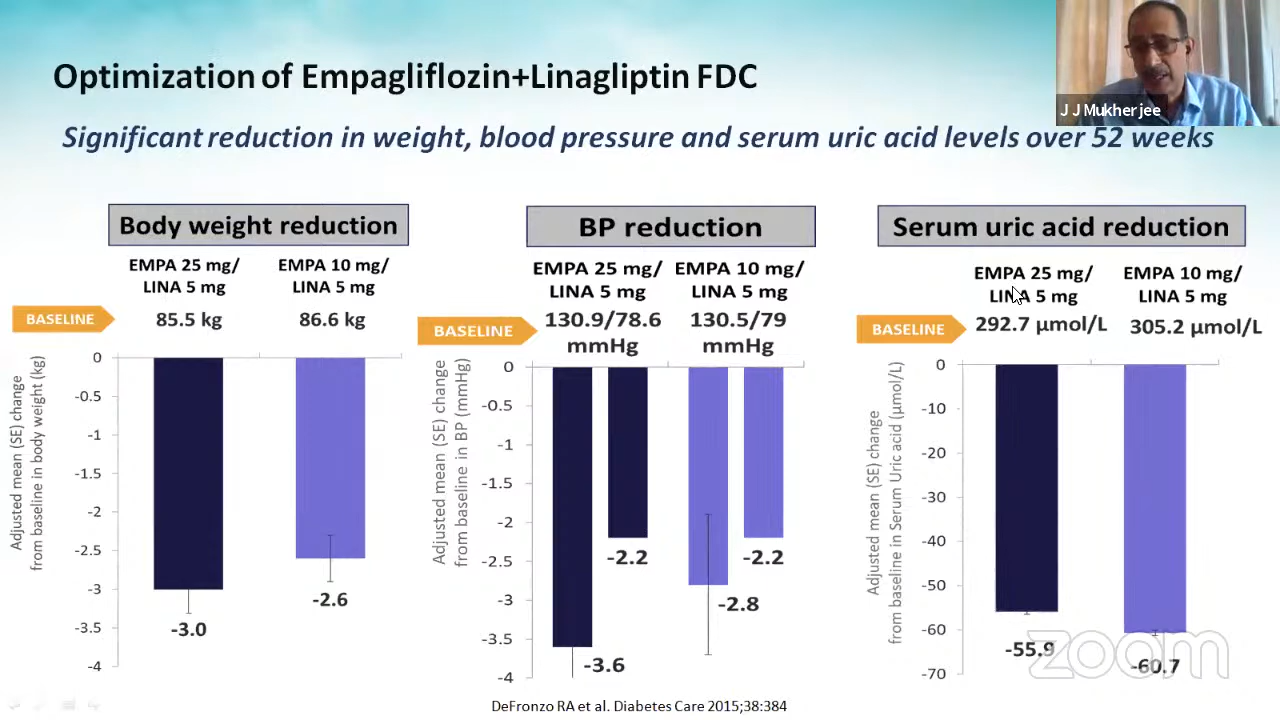 J J Mukherjee
Optimization of Empagliflozin+Linagliptin FDC
Significant reduction in weight, blood pressure and serum uric acid levels over 52 weeks
Body weight reduction
EMPA 25 mg/
LINA 5 mg
EMPA 10 mg/
LINA 5 mg
BASELINE
85.5 kg
86.6 kg
Adjusted mean (SE) change
from baseline in body weight (kg)
0
-0.5
-1
-1.5
-2
-2.5
-3
-3.5
-4
-3.0
-2.6
BP reduction
EMPA 25 mg/
LINA 5 mg
EMPA 10 mg/
LINA 5 mg
BASELINE
130.9/78.6
mmHg
130.5/79
mmHg
Adjusted mean (SE) change
from baseline in BP (mmHg)
0
-0.5
-1
-1.5
-2
-2.5
-3
-3.5
-4
-3.6
-2.2
-2.8
-2.2
Serum uric acid reduction
EMPA 25 mg/
LINA 5 mg
EMPA 10 mg/
LINA 5 mg
BASELINE
292.7 µmol/L
305.2 µmol/L
Adjusted mean (SE) change
from baseline in Serum Uric acid (µmol/L)
0
-10
-20
-30
-40
-50
-60
-70
-55.9
-60.7
zoom
DeFronzo RA et al. Diabetes Care 2015;38:384